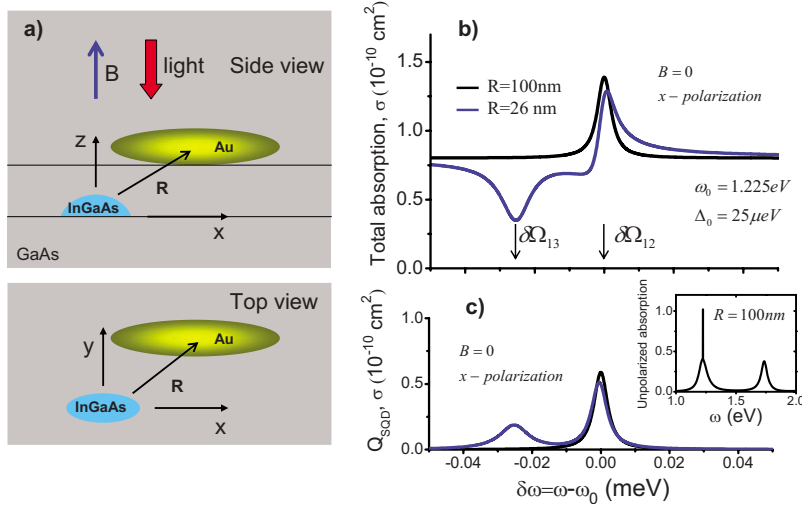 a)
B
light
Side view
z
Au
R
InGaAs
x
GaAs
Top view
y
Au
R
InGaAs
x
b)
Total absorption, σ (10⁻¹⁰ cm²)
1.5
1.0
0.5
0.0
R=100nm
R=26 nm
B = 0
x - polarization
ω₀ = 1.225eV
Δ₀ = 25μeV
δΩ₁₃
δΩ₁₂
c)
Q_SQD, σ (10⁻¹⁰ cm²)
1.0
0.5
0.0
B = 0
x - polarization
Unpolarized absorption
1.0
0.5
0.0
R = 100nm
1.0 1.5 2.0
ω (eV)
-0.04 -0.02 0.00 0.02 0.04
δω=ω-ω₀ (meV)